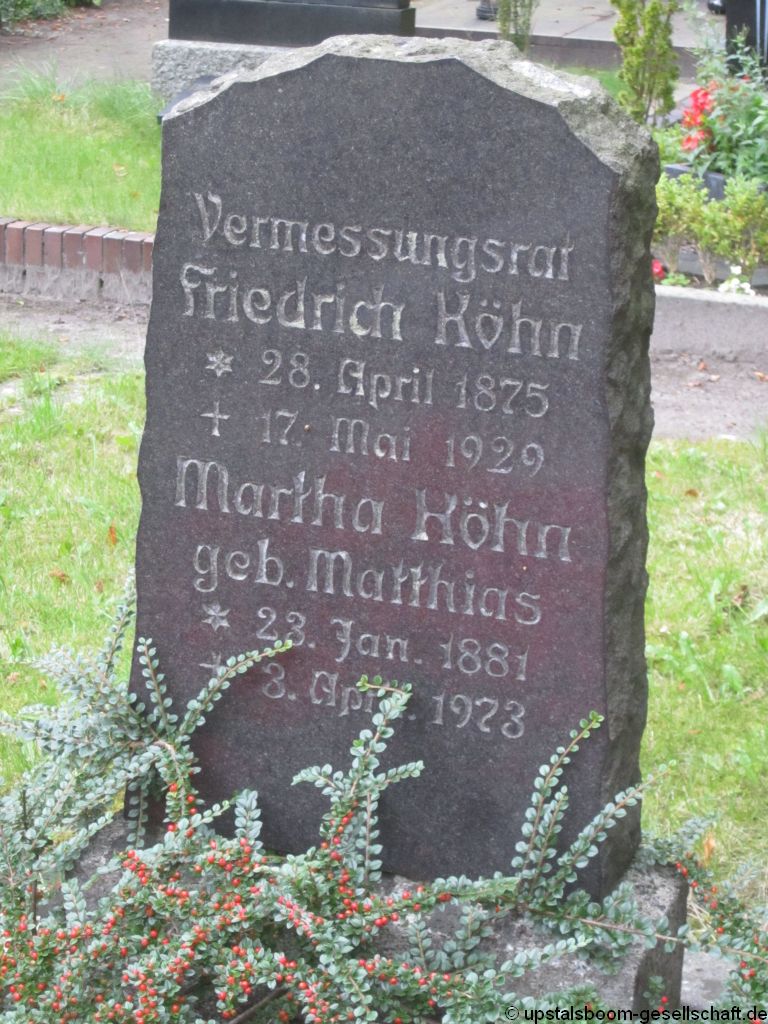 Vermessungsrat
Friedrich Köhn
* 28. April 1875
† 17. Mai 1929
Martha Köhn
geb. Matthias
* 23. Jan. 1881
† 3. April 1973
© upstalsboom-gesellschaft.de